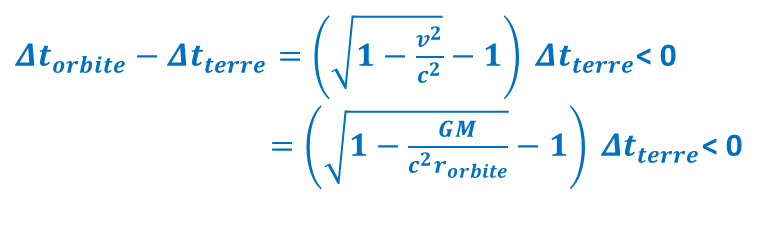 Δt_orbite − Δt_terre = (√(1 − v²/c²) − 1) Δt_terre < 0
= (√(1 − GM/(c² r_orbite)) − 1) Δt_terre < 0